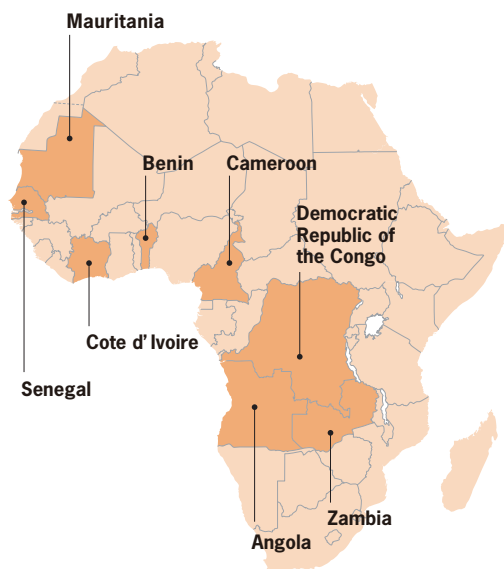 Mauritania
Benin
Cameroon
Democratic
Republic of
the Congo
Cote d' Ivoire
Senegal
Zambia
Angola